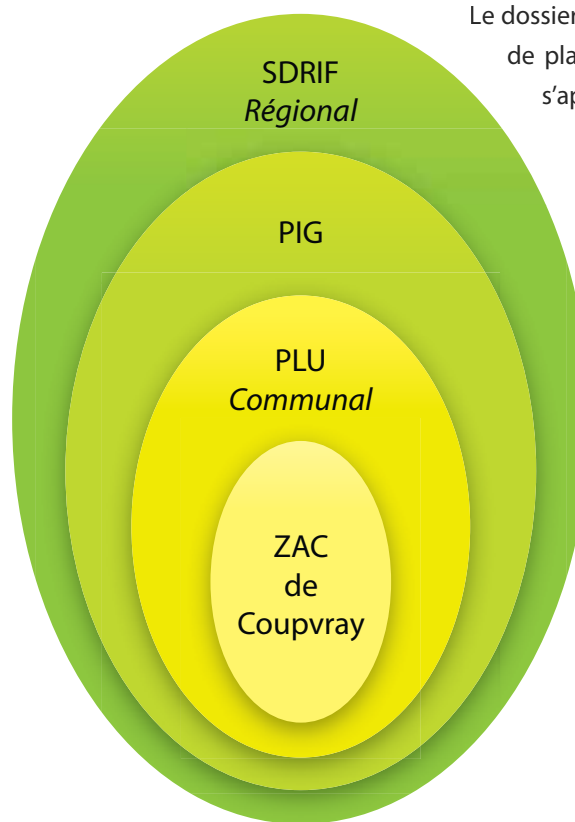 Le dossier
de pla
s’ap
SDRIF
Régional
PIG
PLU
Communal
ZAC
de
Coupvray